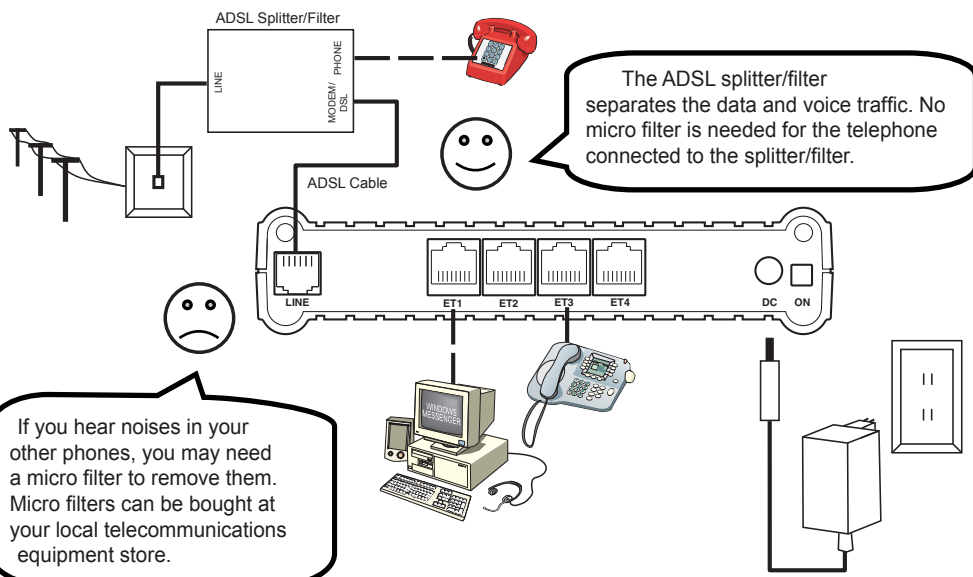 ADSL Splitter/Filter
LINE
PHONE
MODEM/
DSL
The ADSL splitter/filter
separates the data and voice traffic. No
micro filter is needed for the telephone
connected to the splitter/filter.
ADSL Cable
LINE
ET1
ET2
ET3
ET4
DC
ON
WINDOWS
MESSENGER
If you hear noises in your
other phones, you may need
a micro filter to remove them.
Micro filters can be bought at
your local telecommunications
equipment store.